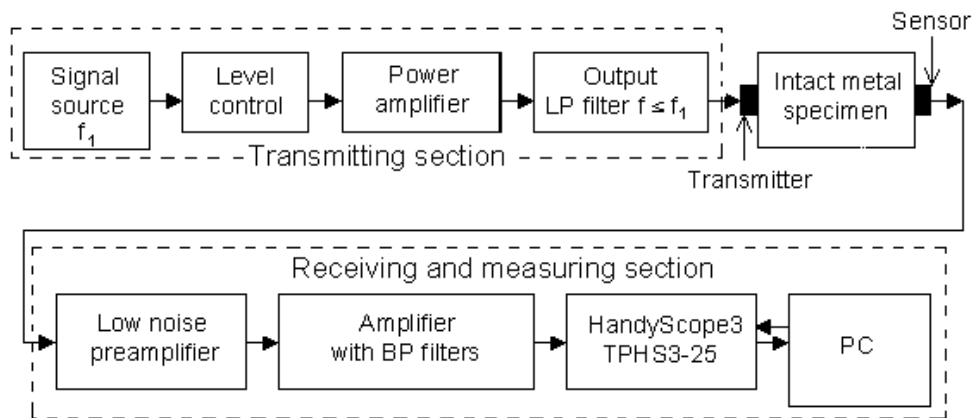 Sensor
Signal
source
f1
Level
control
Power
amplifier
Output
LP filter f ≤ f1
Intact metal
specimen
Transmitting section
Transmitter
Receiving and measuring section
Low noise
preamplifier
Amplifier
with BP filters
HandyScope3
TPHS3-25
PC